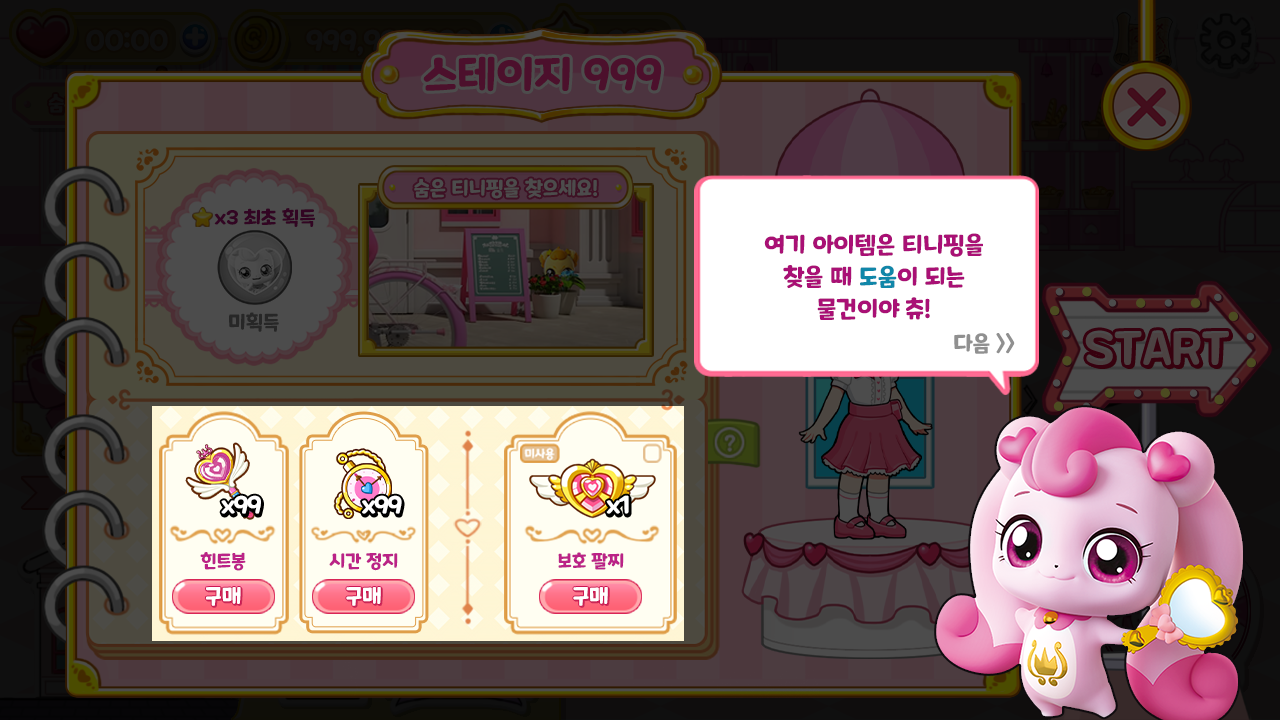 00:00
스테이지 999
x3 최초 획득
미획득
숨은 티니핑을 찾으세요!
여기 아이템은 티니핑을
찾을 때 도움이 되는
물건이야 츄!
다음 》
START
x99
힌트봉
구매
x99
시간 정지
구매
미사용
x1
보호 팔찌
구매
?